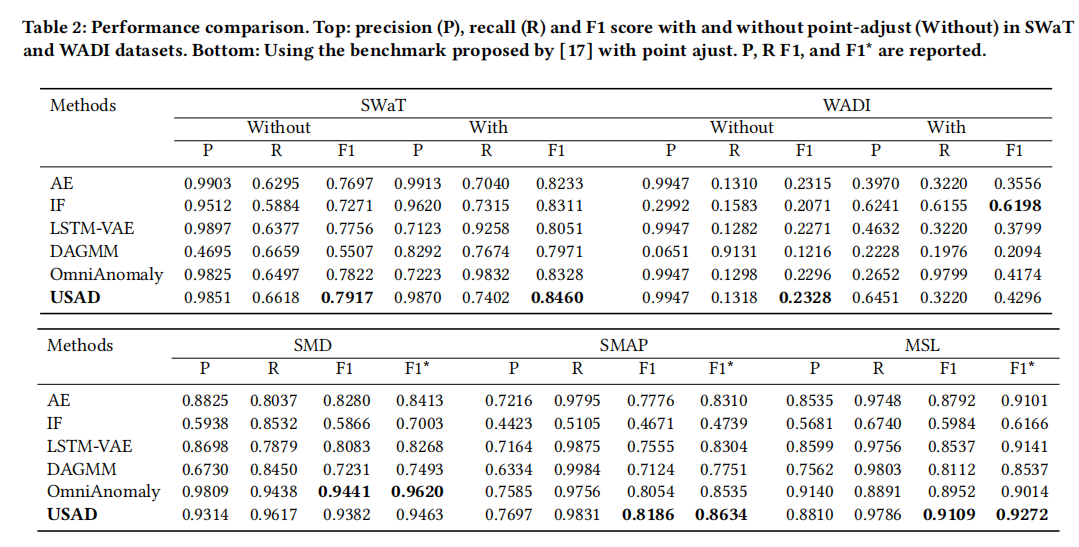 Table 2: Performance comparison. Top: precision (P), recall (R) and F1 score with and without point-adjust (Without) in SWaT
and WADI datasets. Bottom: Using the benchmark proposed by [17] with point ajust. P, R F1, and F1* are reported.
Methods SWaT WADI
Without With Without With
P R F1 P R F1 P R F1 P R F1
AE 0.9903 0.6295 0.7697 0.9913 0.7040 0.8233 0.9947 0.1310 0.2315 0.3970 0.3220 0.3556
IF 0.9512 0.5884 0.7271 0.9620 0.7315 0.8311 0.2992 0.1583 0.2071 0.6241 0.6155 0.6198
LSTM-VAE 0.9897 0.6377 0.7756 0.7123 0.9258 0.8051 0.9947 0.1282 0.2271 0.4632 0.3220 0.3799
DAGMM 0.4695 0.6659 0.5507 0.8292 0.7674 0.7971 0.0651 0.9131 0.1216 0.2228 0.1976 0.2094
OmniAnomaly 0.9825 0.6497 0.7822 0.7223 0.9832 0.8328 0.9947 0.1298 0.2296 0.2652 0.9799 0.4174
USAD 0.9851 0.6618 0.7917 0.9870 0.7402 0.8460 0.9947 0.1318 0.2328 0.6451 0.3220 0.4296
Methods SMD SMAP MSL
P R F1 F1* P R F1 F1* P R F1 F1*
AE 0.8825 0.8037 0.8280 0.8413 0.7216 0.9795 0.7776 0.8310 0.8535 0.9748 0.8792 0.9101
IF 0.5938 0.8532 0.5866 0.7003 0.4423 0.5105 0.4671 0.4739 0.5681 0.6740 0.5984 0.6166
LSTM-VAE 0.8698 0.7879 0.8083 0.8268 0.7164 0.9875 0.7555 0.8304 0.8599 0.9756 0.8537 0.9141
DAGMM 0.6730 0.8450 0.7231 0.7493 0.6334 0.9984 0.7124 0.7751 0.7562 0.9803 0.8112 0.8537
OmniAnomaly 0.9809 0.9438 0.9441 0.9620 0.7585 0.9756 0.8054 0.8535 0.9140 0.8891 0.8952 0.9014
USAD 0.9314 0.9617 0.9382 0.9463 0.7697 0.9831 0.8186 0.8634 0.8810 0.9786 0.9109 0.9272